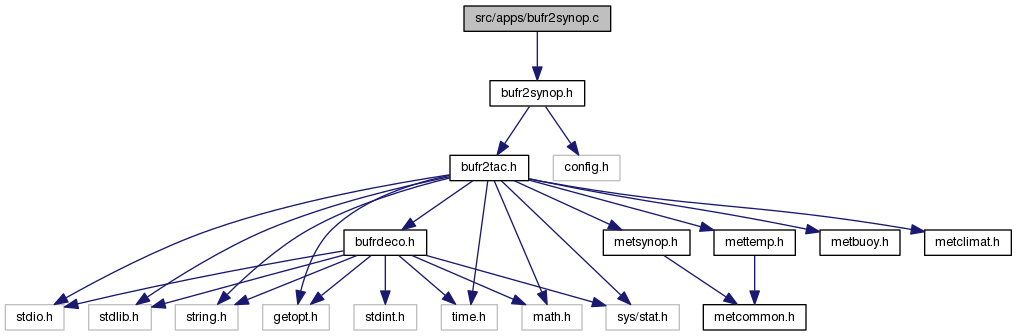 src/apps/bufr2synop.c
bufr2synop.h
bufr2tac.h
config.h
bufrdeco.h
metsynop.h
mettemp.h
metbuoy.h
metclimat.h
stdio.h
stdlib.h
string.h
getopt.h
stdint.h
time.h
math.h
sys/stat.h
metcommon.h